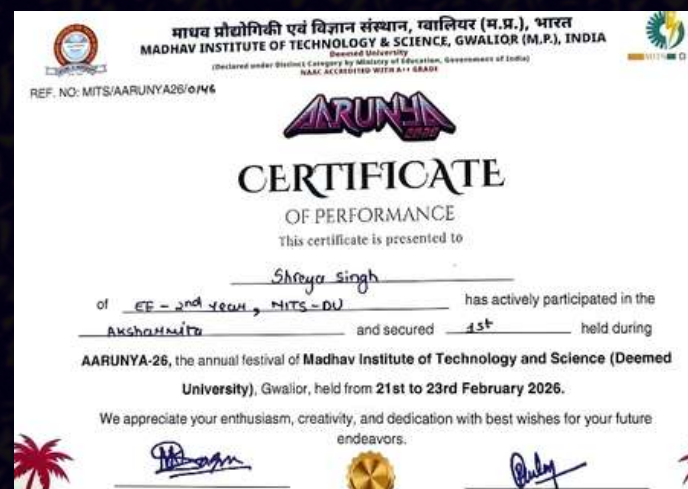 माधव प्रौद्योगिकी एवं विज्ञान संस्थान, ग्वालियर (म.प्र.), भारत
MADHAV INSTITUTE OF TECHNOLOGY & SCIENCE, GWALIOR (M.P.), INDIA
Deemed University
(Declared under Distinct Category by Ministry of Education, Government of India)
NAAC ACCREDITED WITH A++ GRADE
REF. NO: MITS/AARUNYA26/0146
AARUNYA
2026
CERTIFICATE
OF PERFORMANCE
This certificate is presented to
Shreya Singh
of EE - 2nd year, MITS-DU has actively participated in the
and secured 1st held during
AARUNYA-26, the annual festival of Madhav Institute of Technology and Science (Deemed
University), Gwalior, held from 21st to 23rd February 2026.
We appreciate your enthusiasm, creativity, and dedication with best wishes for your future
endeavors.